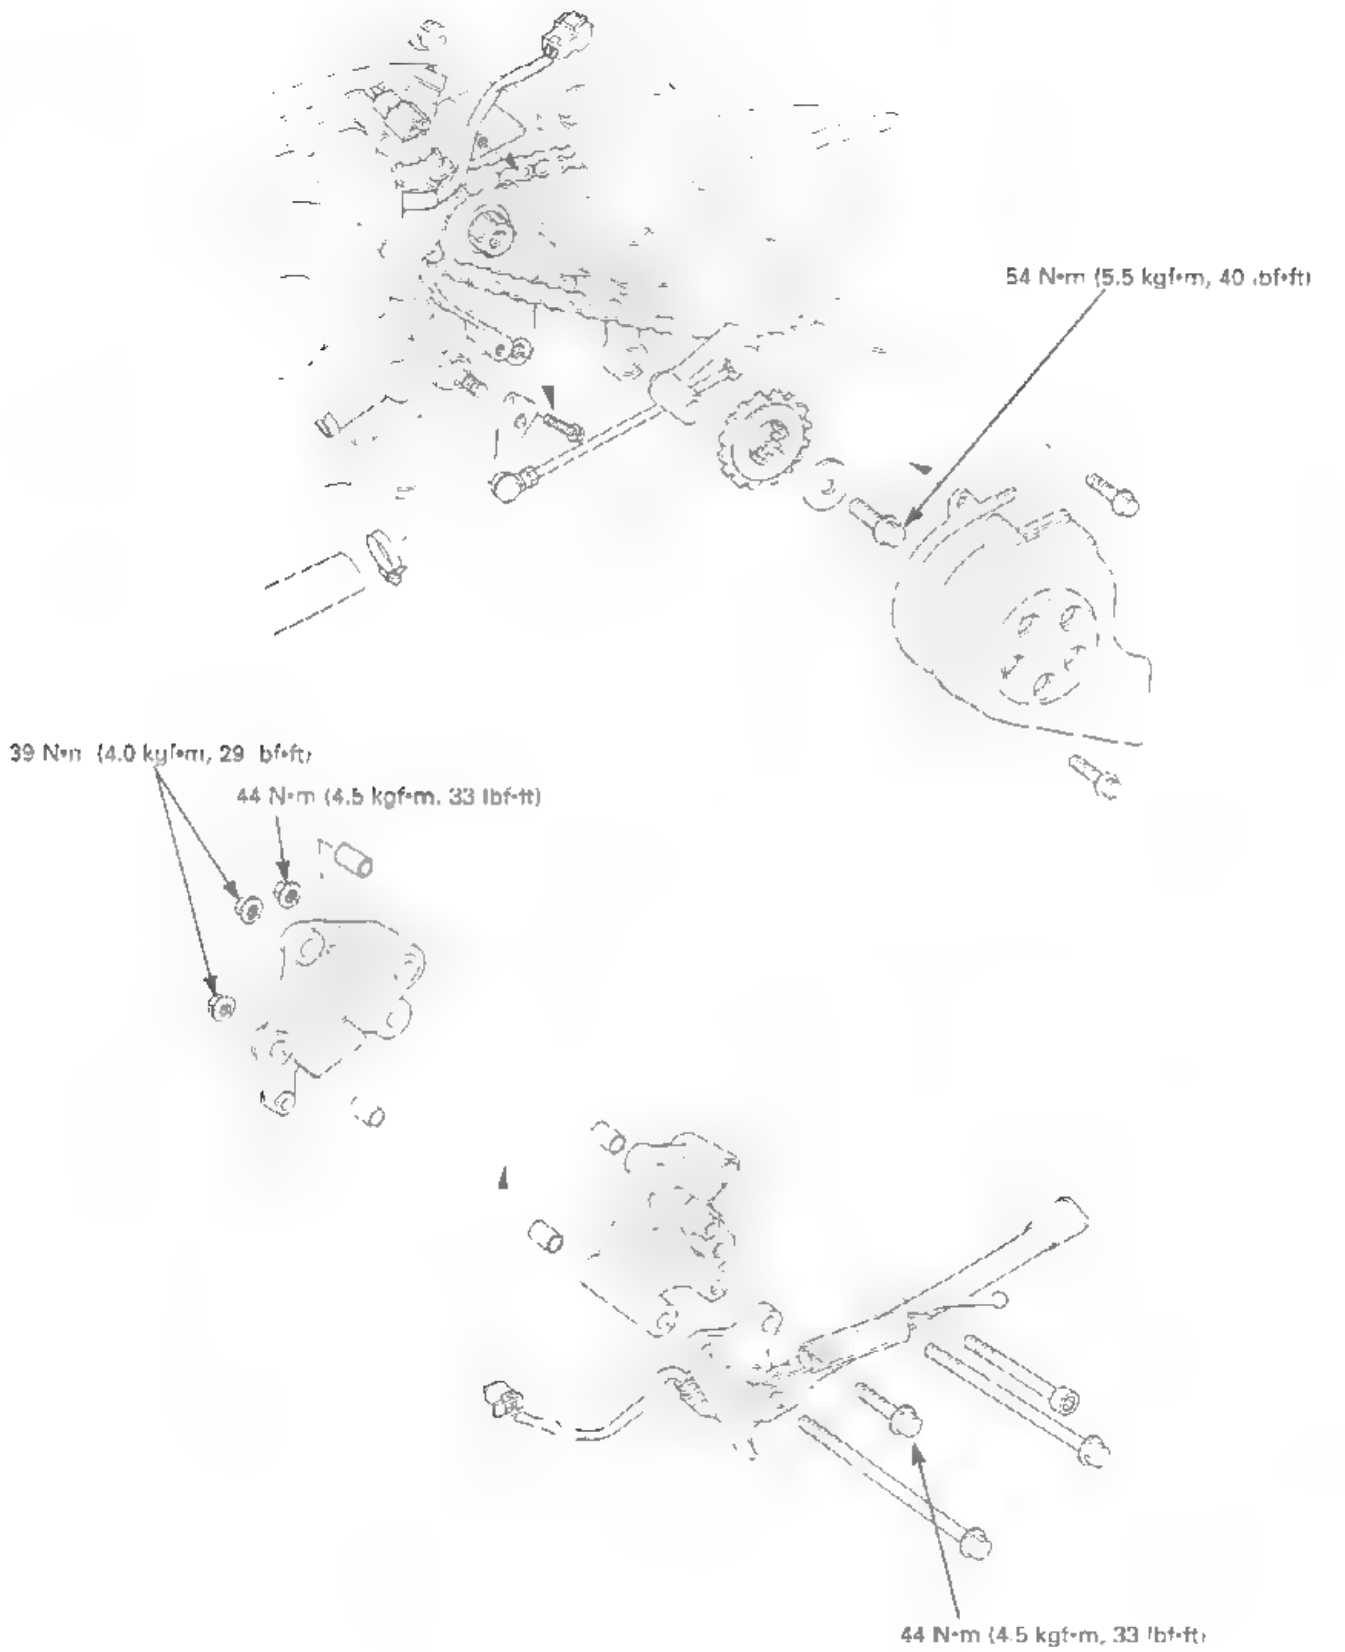 54 N•m (5.5 kgf•m, 40 lbf•ft)
39 N•m (4.0 kgf•m, 29 lbf•ft)
44 N•m (4.5 kgf•m, 33 lbf•ft)
44 N•m (4.5 kgf•m, 33 lbf•ft)